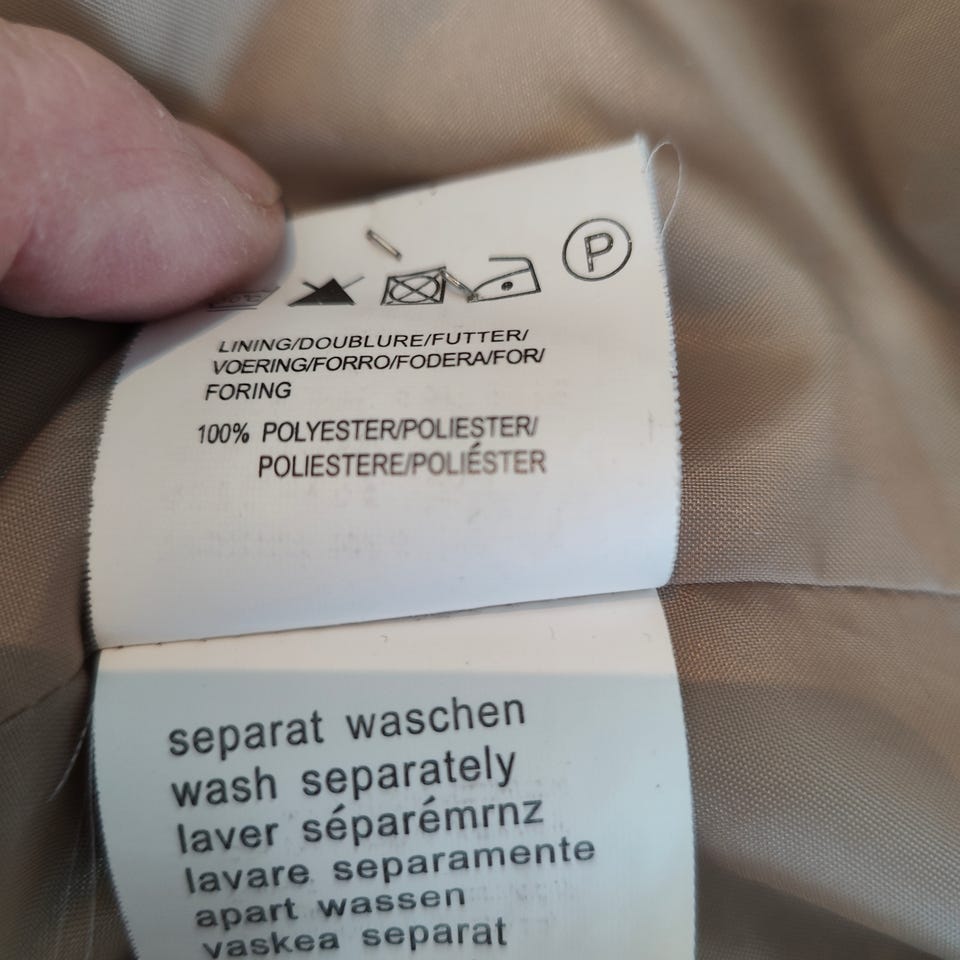 P
LINING/DOUBLURE/FUTTER/
VOERING/FORRO/FODERA/FOR/
FORING
100% POLYESTER/POLIESTER/
POLIESTERE/POLIÉSTER
separat waschen
wash separately
laver séparémrnz
lavare separamente
apart wassen
vaskea separat